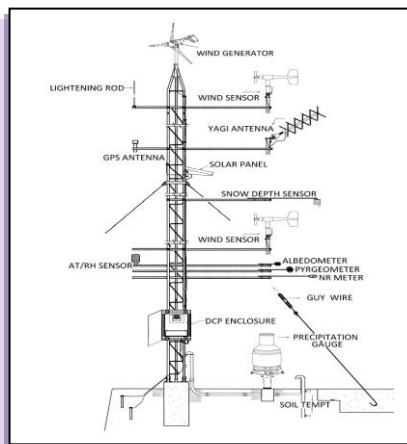 WIND GENERATOR
LIGHTENING ROD
WIND SENSOR
YAGI ANTENNA
GPS ANTENNA
SOLAR PANEL
SNOW DEPTH SENSOR
WIND SENSOR
AT/RH SENSOR
ALBEDOMETER
PYRGEOMETER
NR METER
GUY WIRE
DCP ENCLOSURE
PRECIPITATION
GAUGE
SOIL TEMPT